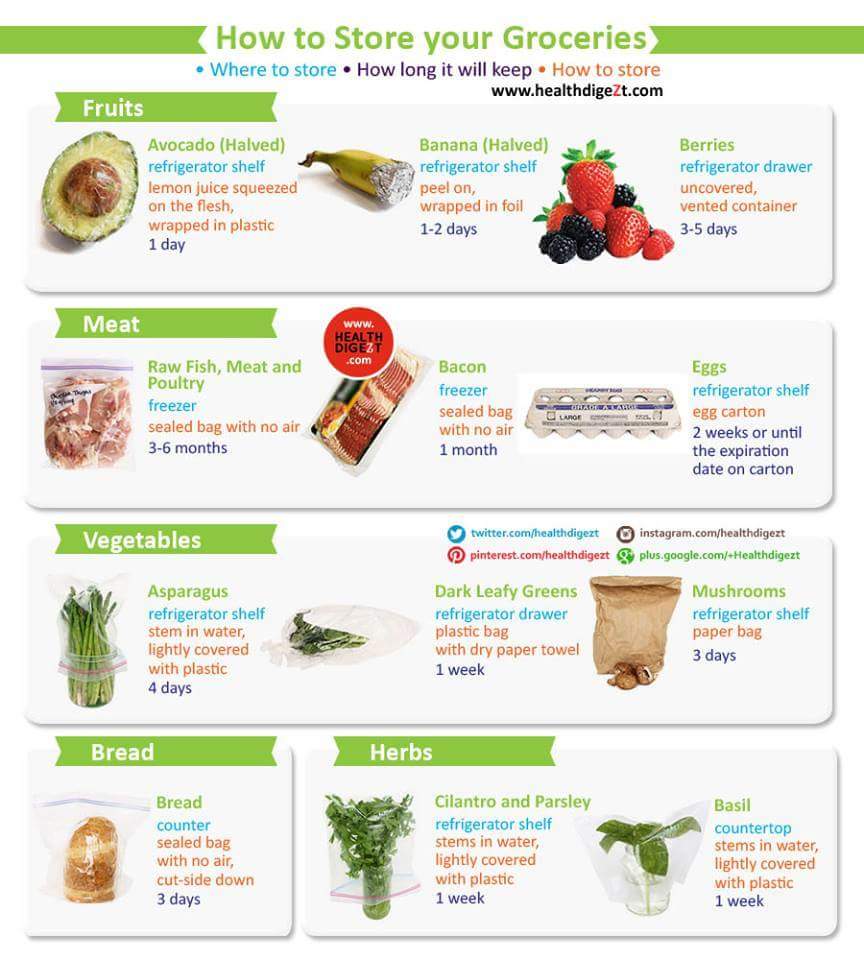 How to Store your Groceries
• Where to store • How long it will keep • How to store
www.healthdigeZt.com
Fruits
Avocado (Halved)
refrigerator shelf
lemon juice squeezed
on the flesh,
wrapped in plastic
1 day
Banana (Halved)
refrigerator shelf
peel on,
wrapped in foil
1-2 days
Berries
refrigerator drawer
uncovered,
vented container
3-5 days
Meat
Raw Fish, Meat and
Poultry
freezer
sealed bag with no air
3-6 months
www.
HEALTH
DIGEZT
.com
Bacon
freezer
sealed bag
with no air
1 month
GRADE A LARGE
LARGE
Eggs
refrigerator shelf
egg carton
2 weeks or until
the expiration
date on carton
Vegetables
twitter.com/healthdigezt
instagram.com/healthdigezt
pinterest.com/healthdigezt
plus.google.com/+Healthdigezt
Asparagus
refrigerator shelf
stem in water,
lightly covered
with plastic
4 days
Dark Leafy Greens
refrigerator drawer
plastic bag
with dry paper towel
1 week
Mushrooms
refrigerator shelf
paper bag
3 days
Bread
Bread
counter
sealed bag
with no air,
cut-side down
3 days
Herbs
Cilantro and Parsley
refrigerator shelf
stems in water,
lightly covered
with plastic
1 week
Basil
countertop
stems in water,
lightly covered
with plastic
1 week